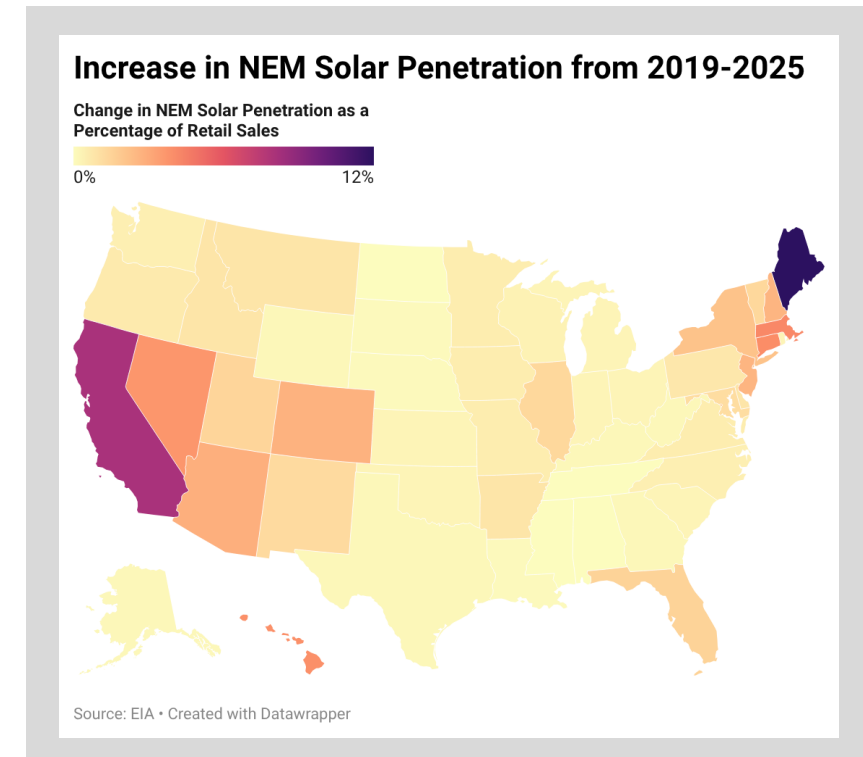 Increase in NEM Solar Penetration from 2019-2025
Change in NEM Solar Penetration as a
Percentage of Retail Sales
0% 12%
Source: EIA • Created with Datawrapper